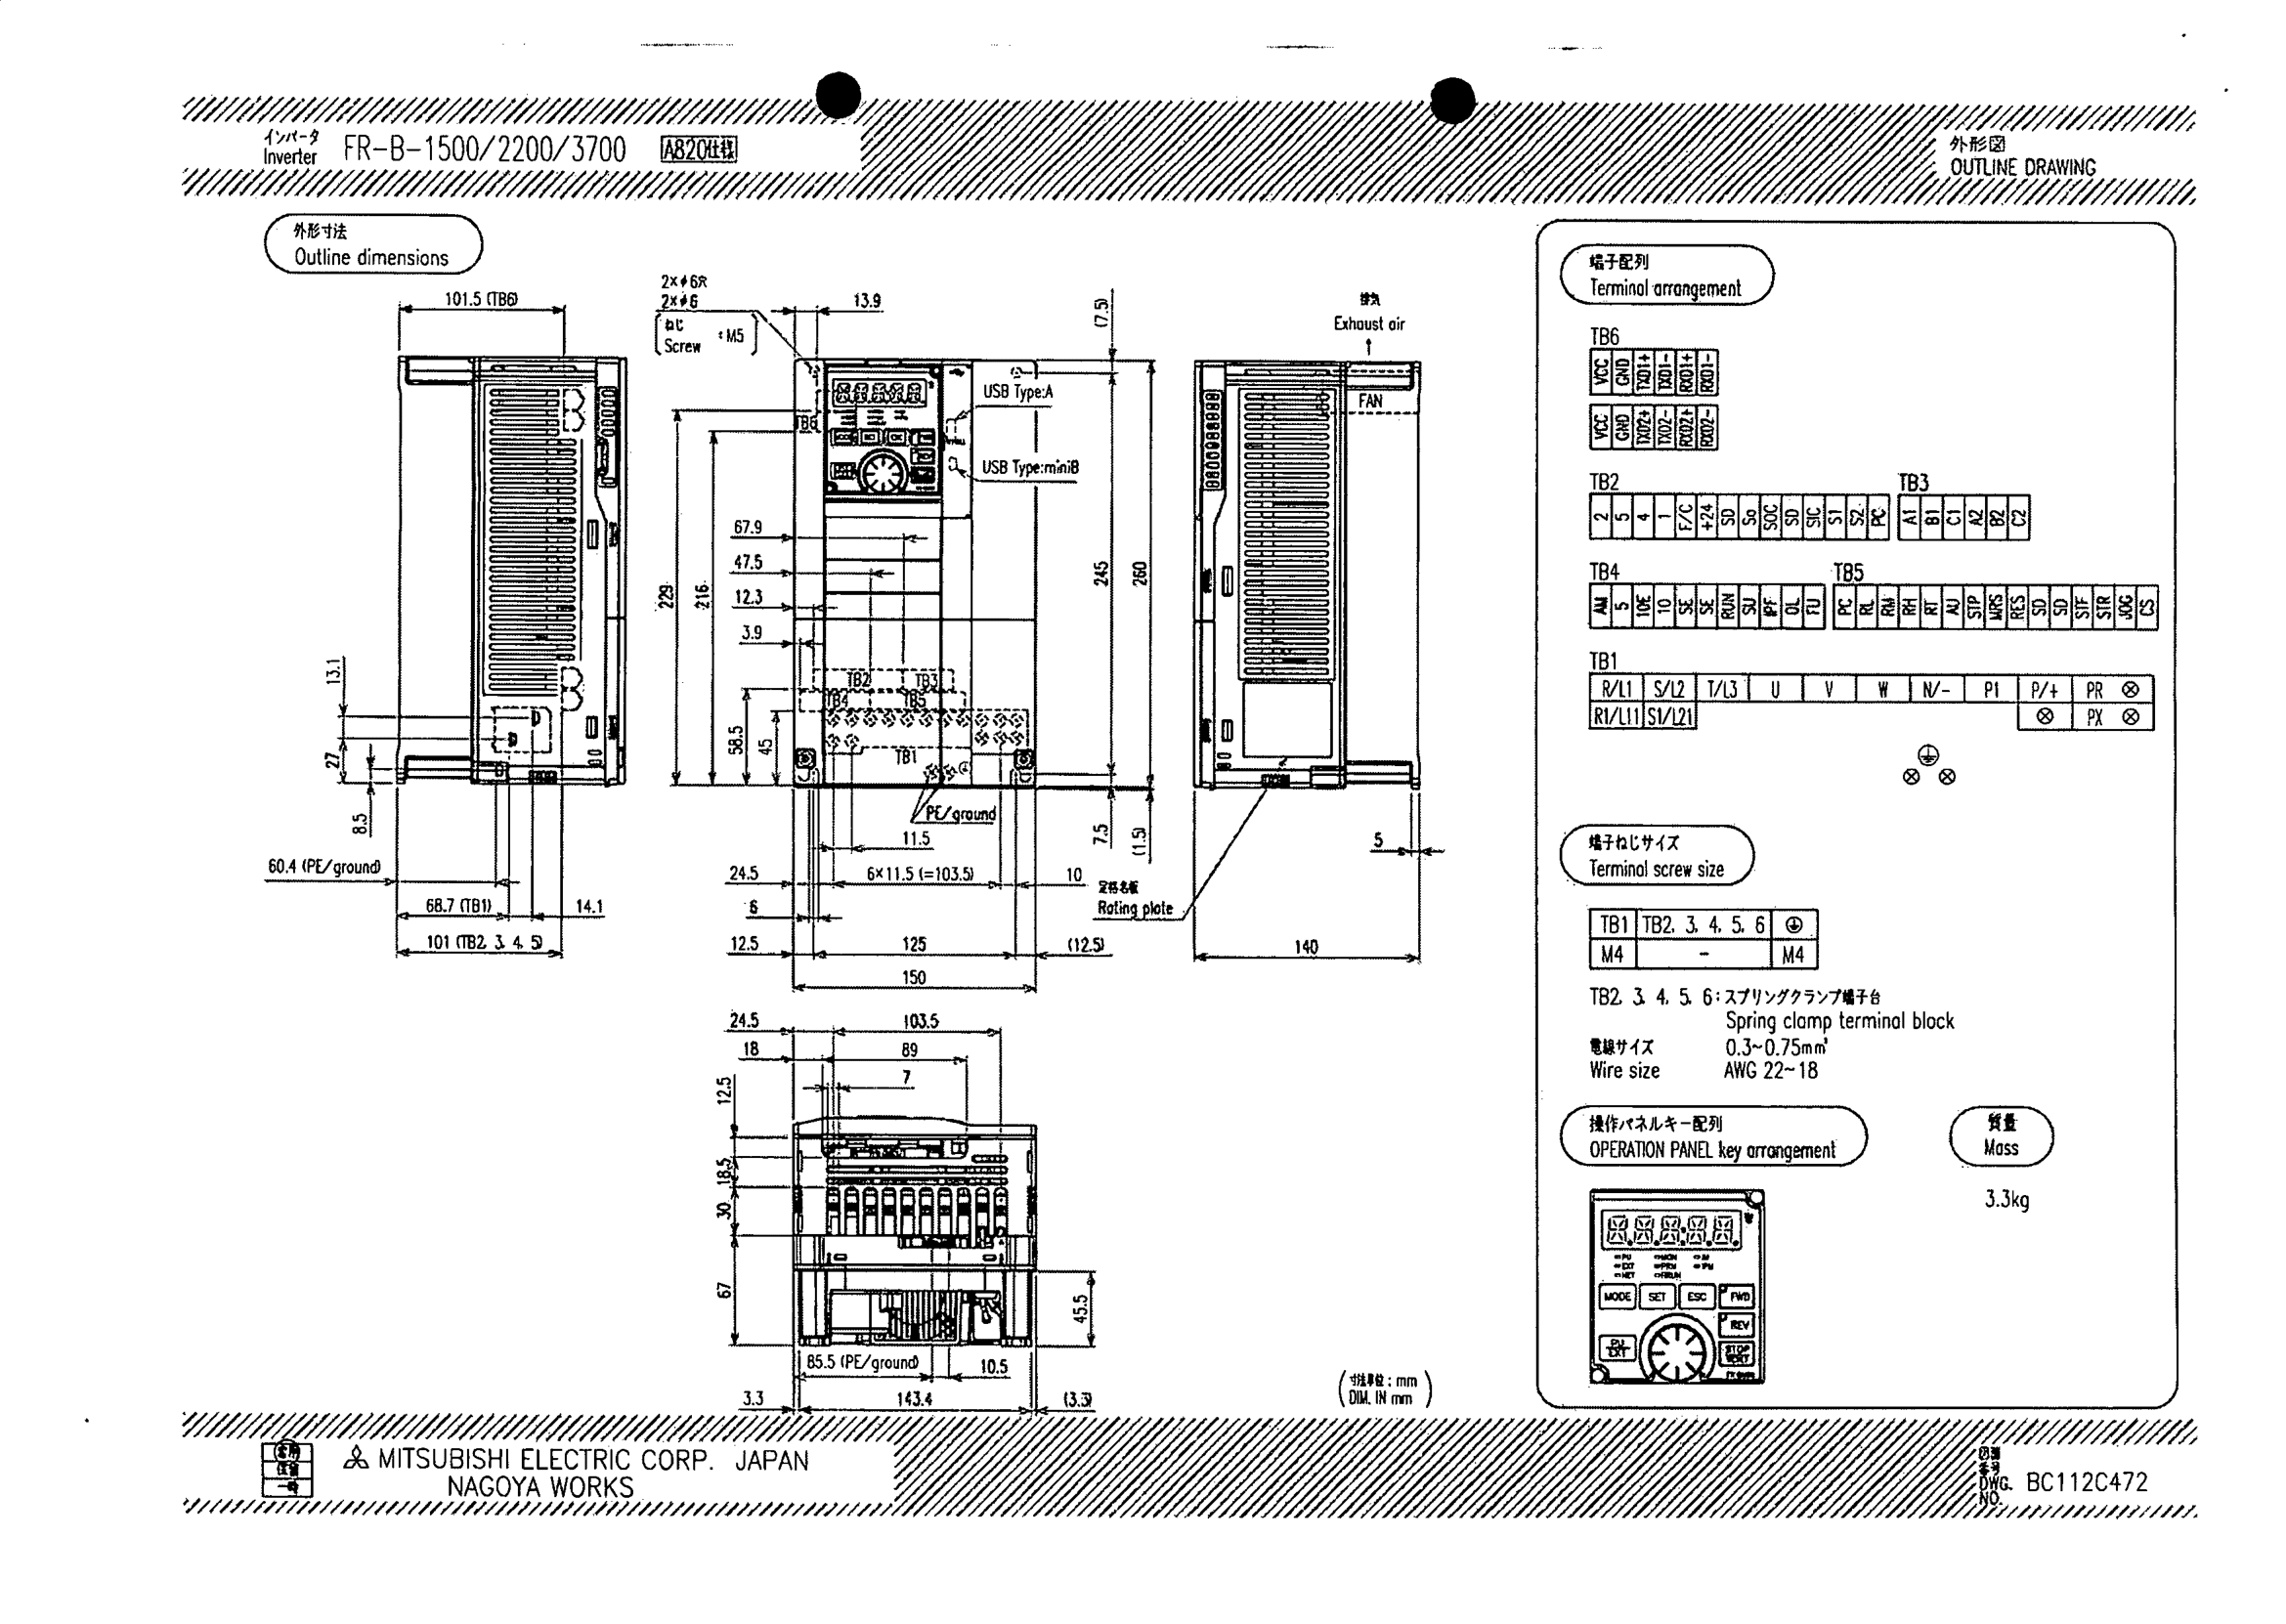 インバータ
Inverter
FR-B-1500/2200/3700
A820仕様
外形図
OUTLINE DRAWING
外形寸法
Outline dimensions
101.5 (TB6)
13.1
27
8.5
60.4 (PE/ground)
68.7 (TB1)
14.1
101 (TB2, 3, 4, 5)
2×φ6穴
2×φ6
ねじ
Screw
:M5
13.9
(7.5)
USB Type:A
TB6
USB Type:miniB
67.9
47.5
12.3
3.9
229
216
245
260
58.5
45
TB2
TB3
TB4
TB5
TB1
PE/ground
11.5
7.5
(1.5)
24.5
6×11.5 (=103.5)
10
6
12.5
125
(12.5)
150
排気
Exhaust air
FAN
定格名板
Rating plate
5
140
24.5
103.5
18
89
7
12.5
18.5
30
67
45.5
85.5 (PE/ground)
10.5
3.3
143.4
(3.3)
寸法単位:mm
DIM. IN mm
端子配列
Terminal arrangement
TB6
VCC GND TXD1+ TXD1- RXD1+ RXD1-
VCC GND TXD2+ TXD2- RXD2+ RXD2-
TB2 TB3
2 5 4 1 F/C +24 SD So SOC SD SIC S1 S2 PC A1 B1 C1 A2 B2 C2
TB4 TB5
AM 5 10E 10 SE SE RUN SU IPF OL FU PC RL RM RH RT AU STP MRS RES SD SD STF STR JOG CS
TB1
R/L1 S/L2 T/L3 U V W N/- P1 P/+ PR
R1/L11 S1/L21 PX
端子ねじサイズ
Terminal screw size
TB1 TB2, 3, 4, 5, 6
M4 - M4
TB2, 3, 4, 5, 6:スプリングクランプ端子台
Spring clamp terminal block
電線サイズ 0.3~0.75mm²
Wire size AWG 22~18
操作パネルキー配列
OPERATION PANEL key arrangement
質量
Mass
3.3kg
MODE SET ESC FWD
REV
PU
EXT
MITSUBISHI ELECTRIC CORP. JAPAN
NAGOYA WORKS
DWG. NO. BC112C472